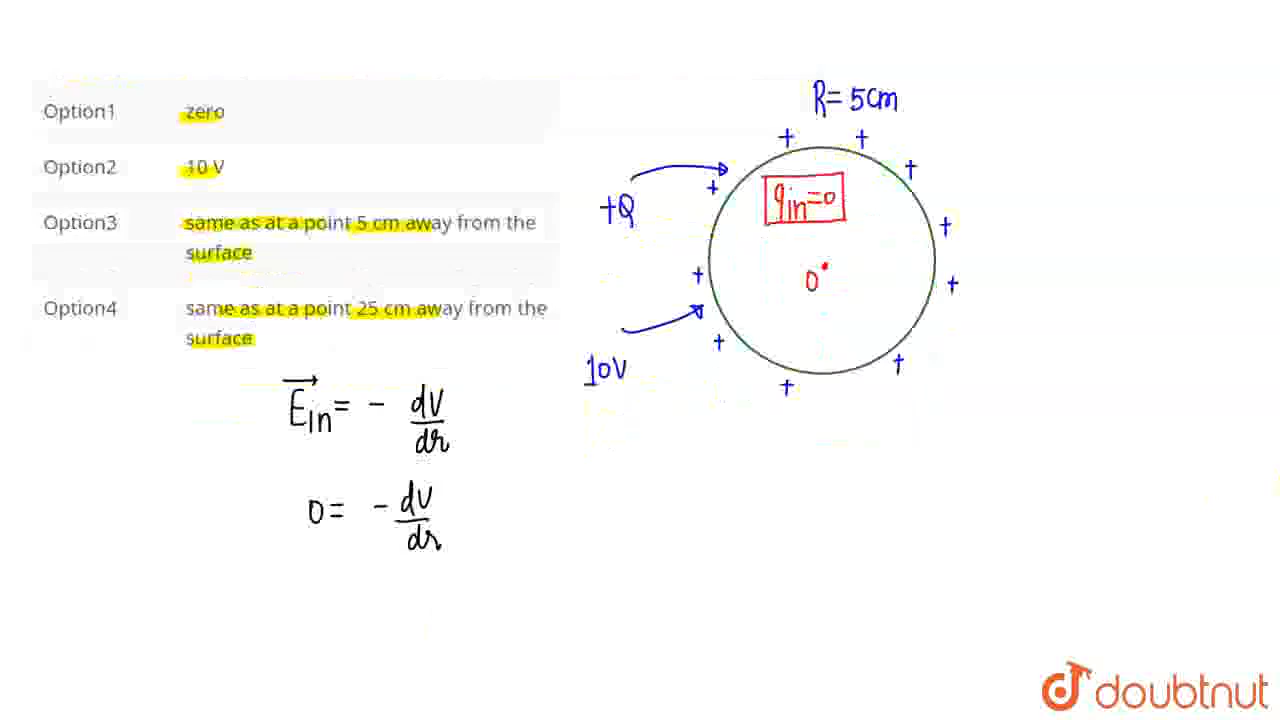 Option1 zero
Option2 10 V
Option3 same as at a point 5 cm away from the
surface
Option4 same as at a point 25 cm away from the
surface
R= 5cm
+ +
+ +
+Q
qin=0
+
+ 0 +
+ +
10V
+
Ein= - dV/dr
0= - dV/dr
doubtnut